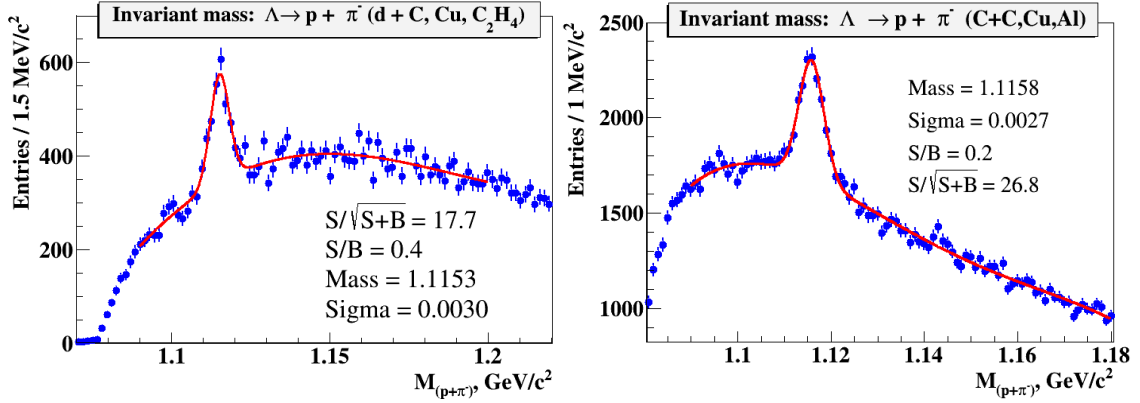 Invariant mass: Λ→ p + π⁻ (d + C, Cu, C₂H₄)
Entries / 1.5 MeV/c²
600
400
200
0
S/√S+B = 17.7
S/B = 0.4
Mass = 1.1153
Sigma = 0.0030
1.1
1.15
1.2
M(p+π⁻), GeV/c²
Invariant mass: Λ → p + π⁻ (C+C,Cu,Al)
Entries / 1 MeV/c²
2500
2000
1500
1000
Mass = 1.1158
Sigma = 0.0027
S/B = 0.2
S/√S+B = 26.8
1.1
1.12
1.14
1.16
1.18
M(p+π⁻), GeV/c²